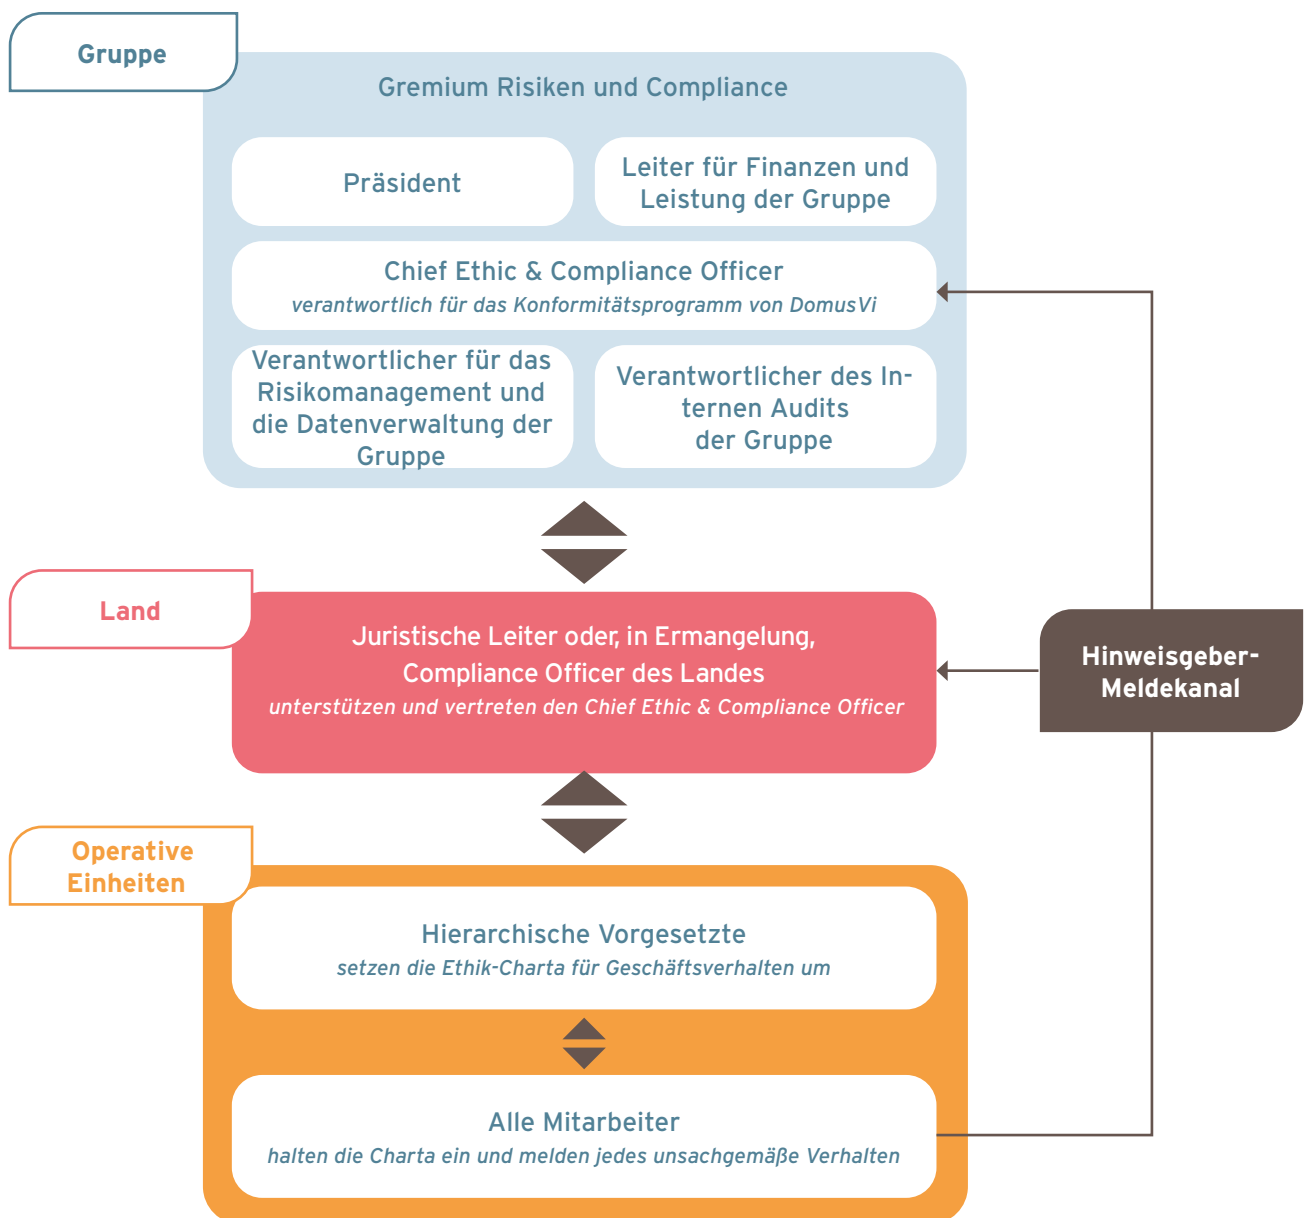 Gruppe
Gremium Risiken und Compliance
Präsident
Leiter für Finanzen und
Leistung der Gruppe
Chief Ethic & Compliance Officer
verantwortlich für das Konformitätsprogramm von DomusVi
Verantwortlicher für das
Risikomanagement und
die Datenverwaltung der
Gruppe
Verantwortlicher des In-
ternen Audits
der Gruppe
Land
Juristische Leiter oder, in Ermangelung,
Compliance Officer des Landes
unterstützen und vertreten den Chief Ethic & Compliance Officer
Hinweisgeber-
Meldekanal
Operative
Einheiten
Hierarchische Vorgesetzte
setzen die Ethik-Charta für Geschäftsverhalten um
Alle Mitarbeiter
halten die Charta ein und melden jedes unsachgemäße Verhalten